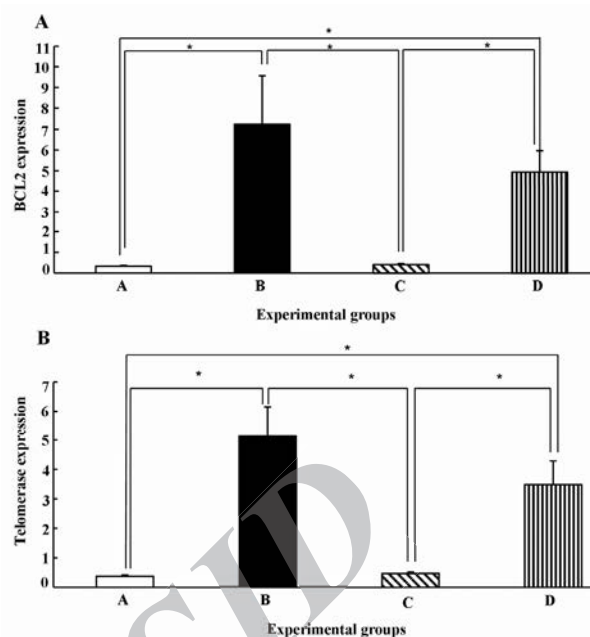 A
*
* * *
BCL2 expression
11
10
9
8
7
6
5
4
3
2
1
0
A B C D
Experimental groups
B
*
* * *
Telomerase expression
7
6
5
4
3
2
1
0
A B C D
Experimental groups
SID